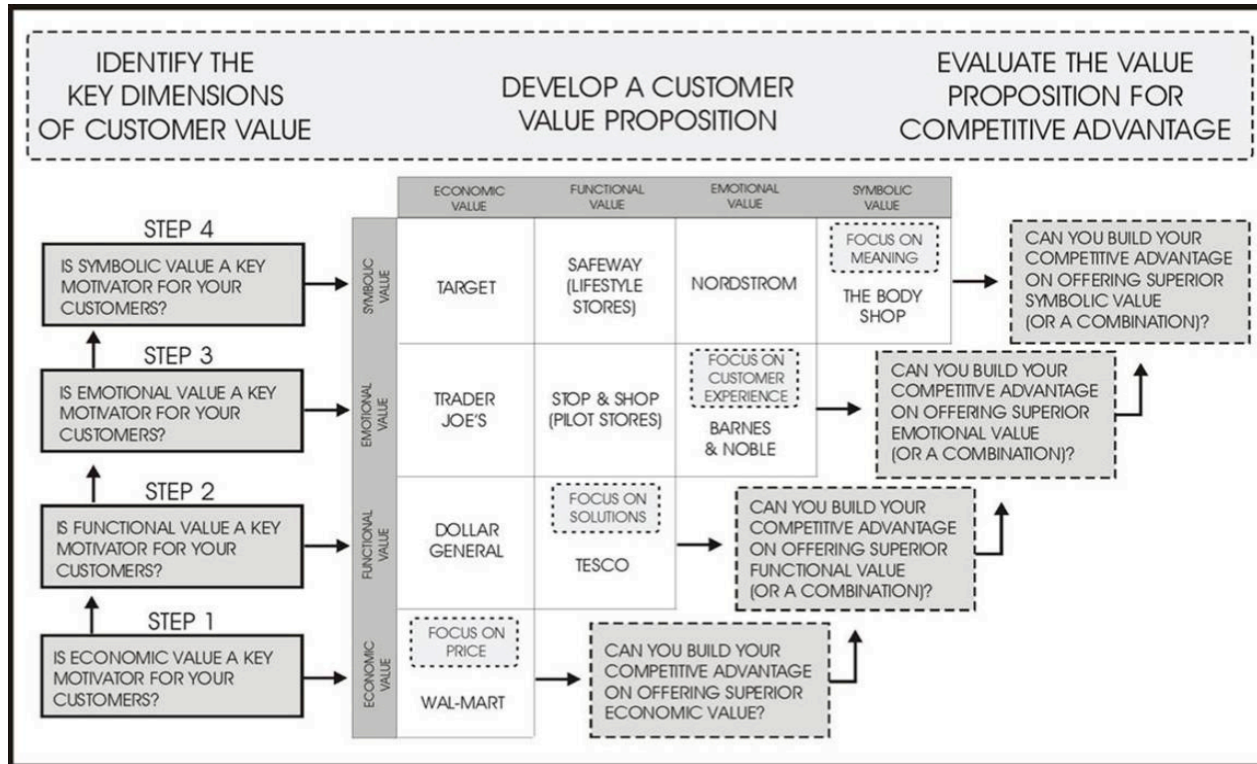 IDENTIFY THE
KEY DIMENSIONS
OF CUSTOMER VALUE
DEVELOP A CUSTOMER
VALUE PROPOSITION
EVALUATE THE VALUE
PROPOSITION FOR
COMPETITIVE ADVANTAGE
ECONOMIC
VALUE
FUNCTIONAL
VALUE
EMOTIONAL
VALUE
SYMBOLIC
VALUE
STEP 4
IS SYMBOLIC VALUE A KEY
MOTIVATOR FOR YOUR
CUSTOMERS?
SYMBOLIC
VALUE
TARGET
SAFEWAY
(LIFESTYLE
STORES)
NORDSTROM
FOCUS ON
MEANING
THE BODY
SHOP
CAN YOU BUILD YOUR
COMPETITIVE ADVANTAGE
ON OFFERING SUPERIOR
SYMBOLIC VALUE
(OR A COMBINATION)?
STEP 3
IS EMOTIONAL VALUE A KEY
MOTIVATOR FOR YOUR
CUSTOMERS?
EMOTIONAL
VALUE
TRADER
JOE'S
STOP & SHOP
(PILOT STORES)
FOCUS ON
CUSTOMER
EXPERIENCE
BARNES
& NOBLE
CAN YOU BUILD YOUR
COMPETITIVE ADVANTAGE
ON OFFERING SUPERIOR
EMOTIONAL VALUE
(OR A COMBINATION)?
STEP 2
IS FUNCTIONAL VALUE A KEY
MOTIVATOR FOR YOUR
CUSTOMERS?
FUNCTIONAL
VALUE
DOLLAR
GENERAL
FOCUS ON
SOLUTIONS
TESCO
CAN YOU BUILD YOUR
COMPETITIVE ADVANTAGE
ON OFFERING SUPERIOR
FUNCTIONAL VALUE
(OR A COMBINATION)?
STEP 1
IS ECONOMIC VALUE A KEY
MOTIVATOR FOR YOUR
CUSTOMERS?
ECONOMIC
VALUE
FOCUS ON
PRICE
WAL-MART
CAN YOU BUILD YOUR
COMPETITIVE ADVANTAGE
ON OFFERING SUPERIOR
ECONOMIC VALUE?